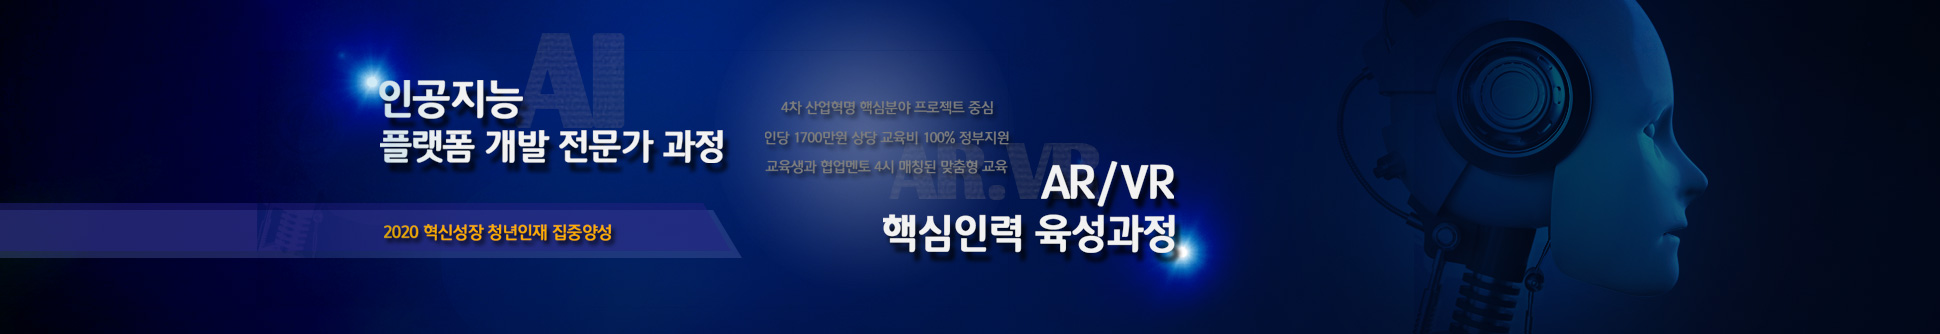 AI
인공지능
플랫폼 개발 전문가 과정
2020 혁신성장 청년인재 집중양성
4차 산업혁명 핵심분야 프로젝트 중심
인당 1700만원 상당 교육비 100% 정부지원
교육생과 협업멘토 4시 매칭된 맞춤형 교육
AR.VR
AR/VR
핵심인력 육성과정